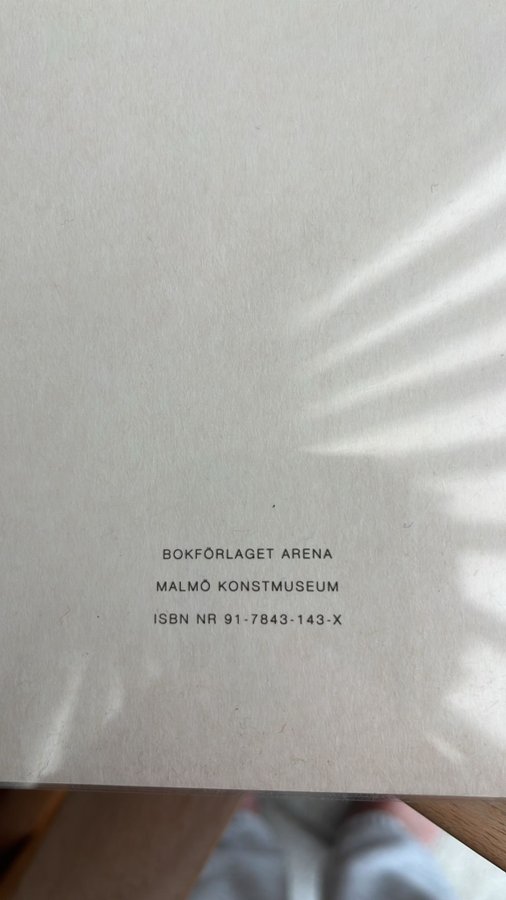 BOKFÖRLAGET ARENA
MALMÖ KONSTMUSEUM
ISBN NR 91-7843-143-X